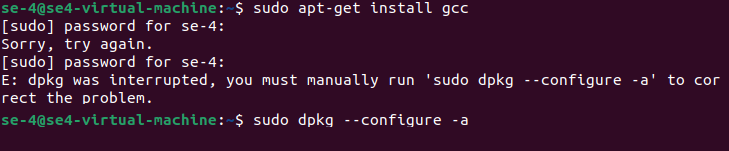 se-4@se4-virtual-machine:~$ sudo apt-get install gcc
[sudo] password for se-4:
Sorry, try again.
[sudo] password for se-4:
E: dpkg was interrupted, you must manually run 'sudo dpkg --configure -a' to cor
rect the problem.
se-4@se4-virtual-machine:~$ sudo dpkg --configure -a